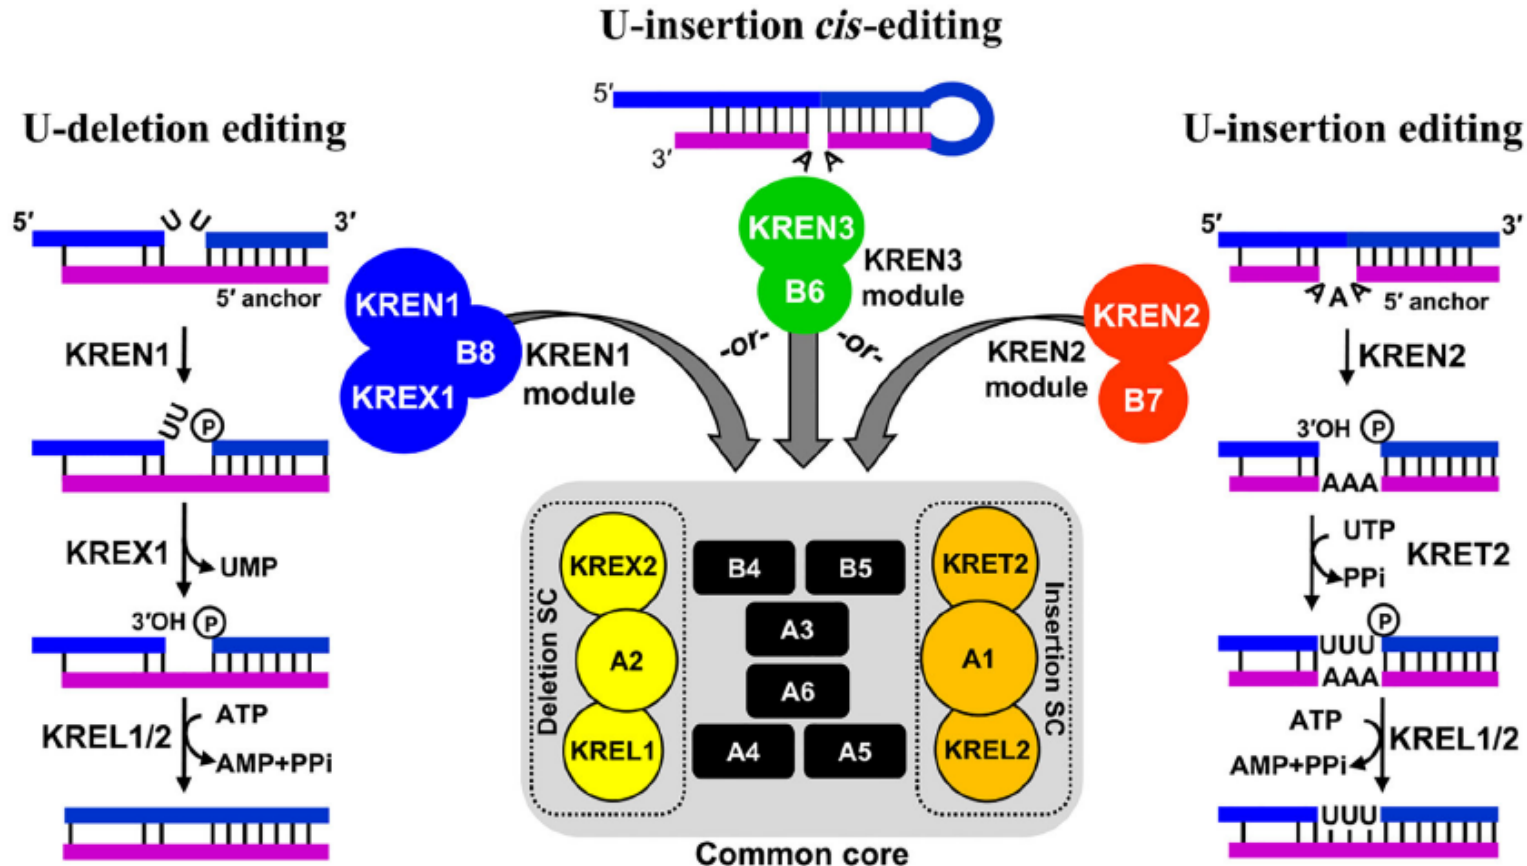 U-insertion cis-editing
U-deletion editing
U-insertion editing
5′
3′
A A
5′ U U 3′
5′ anchor
KREN1
UU P
KREX1
UMP
3′OH P
KREL1/2
ATP
AMP+PPi
KREN1
B8
KREX1
KREN1
module
-or-
KREN3
B6
KREN3
module
-or-
KREN2
module
KREN2
B7
Deletion SC
KREX2
A2
KREL1
B4 B5
A3
A6
A4 A5
KRET2
A1
KREL2
Insertion SC
Common core
5′ 3′
A A A
5′ anchor
KREN2
3′OH P
AAA
UTP
PPi
KRET2
P
UUU
AAA
ATP
AMP+PPi
KREL1/2
UUU